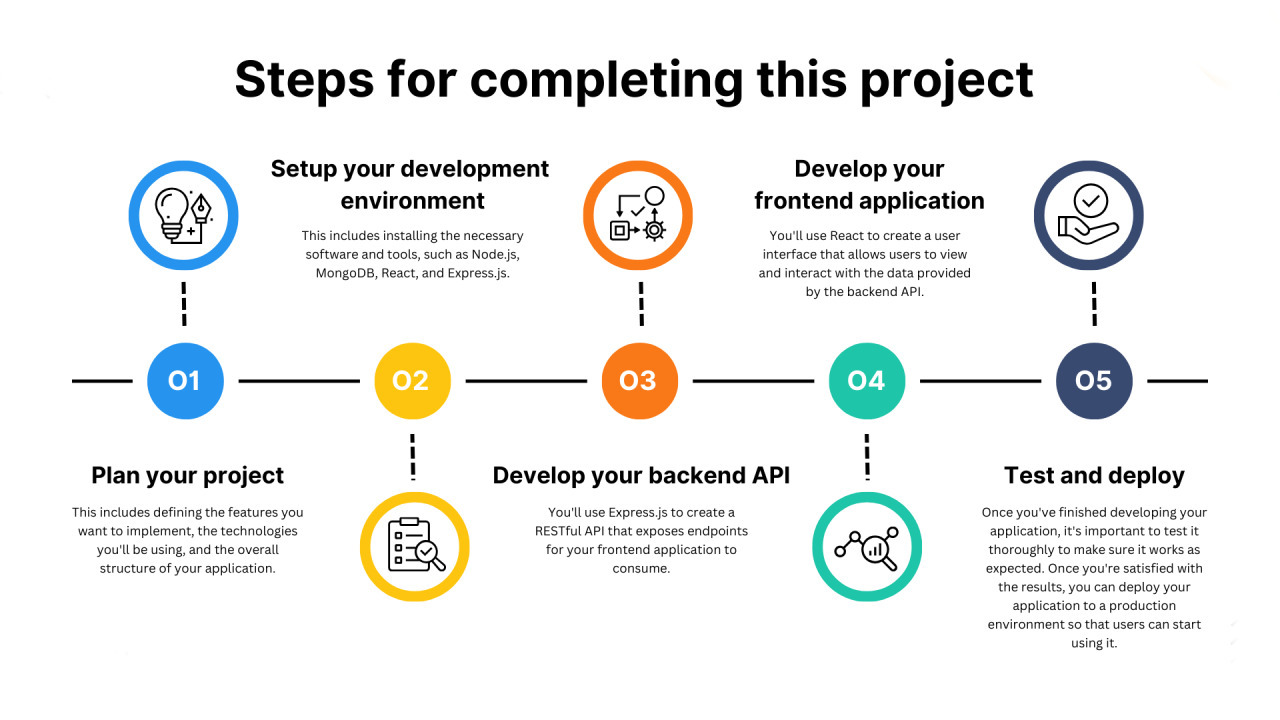 Steps for completing this project
01
Plan your project
This includes defining the features you
want to implement, the technologies
you'll be using, and the overall
structure of your application.
Setup your development
environment
This includes installing the necessary
software and tools, such as Node.js,
MongoDB, React, and Express.js.
02
03
Develop your backend API
You'll use Express.js to create a
RESTful API that exposes endpoints
for your frontend application to
consume.
Develop your
frontend application
You'll use React to create a user
interface that allows users to view
and interact with the data provided
by the backend API.
04
05
Test and deploy
Once you've finished developing your
application, it's important to test it
thoroughly to make sure it works as
expected. Once you're satisfied with
the results, you can deploy your
application to a production
environment so that users can start
using it.